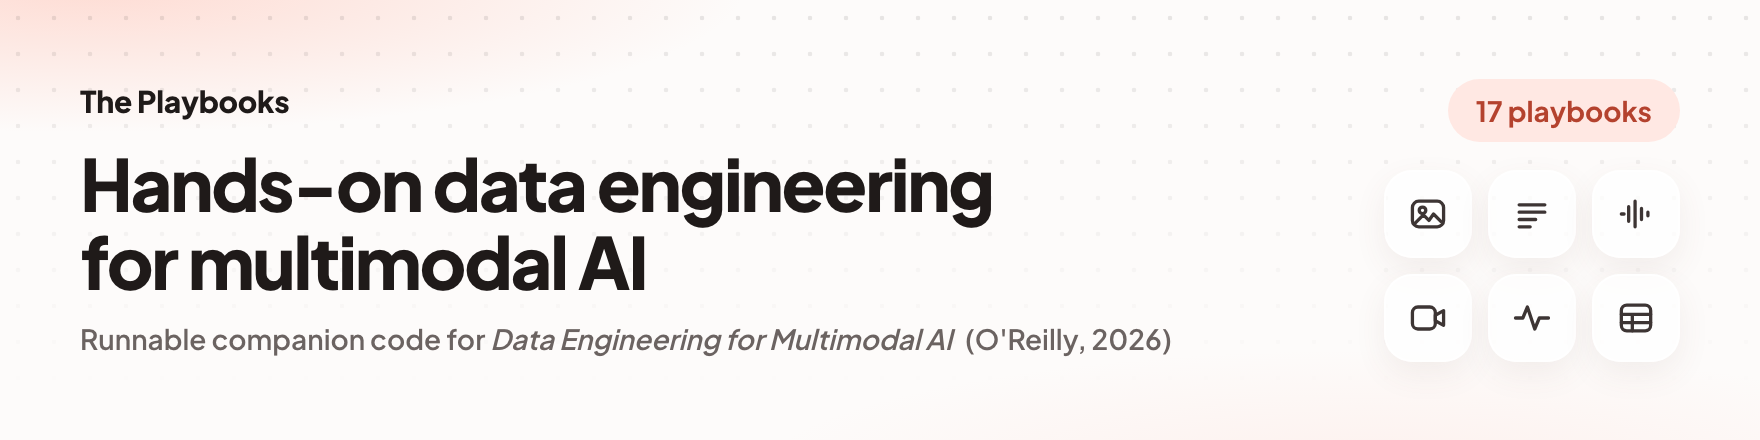 The Playbooks
17 playbooks
Hands-on data engineering
for multimodal AI
Runnable companion code for Data Engineering for Multimodal AI (O'Reilly, 2026)